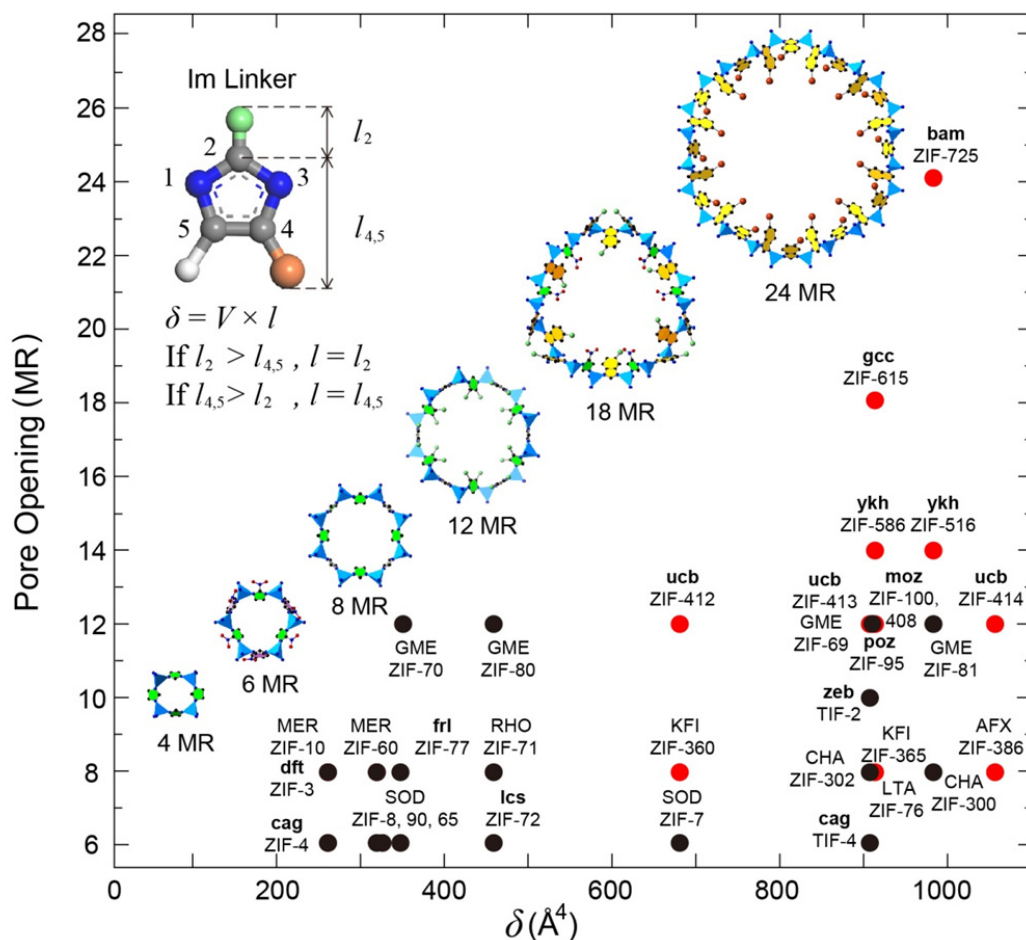 28
26
24
22
20
18
16
14
12
10
8
6
Pore Opening (MR)
Im Linker
2
1
3
5
4
l2
l4,5
δ = V × l
If l2 > l4,5 , l = l2
If l4,5 > l2 , l = l4,5
4 MR
6 MR
8 MR
12 MR
18 MR
24 MR
bam
ZIF-725
gcc
ZIF-615
ykh
ZIF-586
ykh
ZIF-516
ucb
ZIF-412
ucb
ZIF-413
GME
ZIF-69
moz
ZIF-100,
408
poz
ZIF-95
ucb
ZIF-414
GME
ZIF-70
GME
ZIF-80
GME
ZIF-81
zeb
TIF-2
MER
ZIF-10
dft
ZIF-3
MER
ZIF-60
frl
ZIF-77
RHO
ZIF-71
KFI
ZIF-360
CHA
ZIF-302
KFI
ZIF-365
LTA
ZIF-76
AFX
ZIF-386
CHA
ZIF-300
cag
ZIF-4
SOD
ZIF-8, 90, 65
lcs
ZIF-72
SOD
ZIF-7
cag
TIF-4
0
200
400
600
800
1000
δ (Å4)